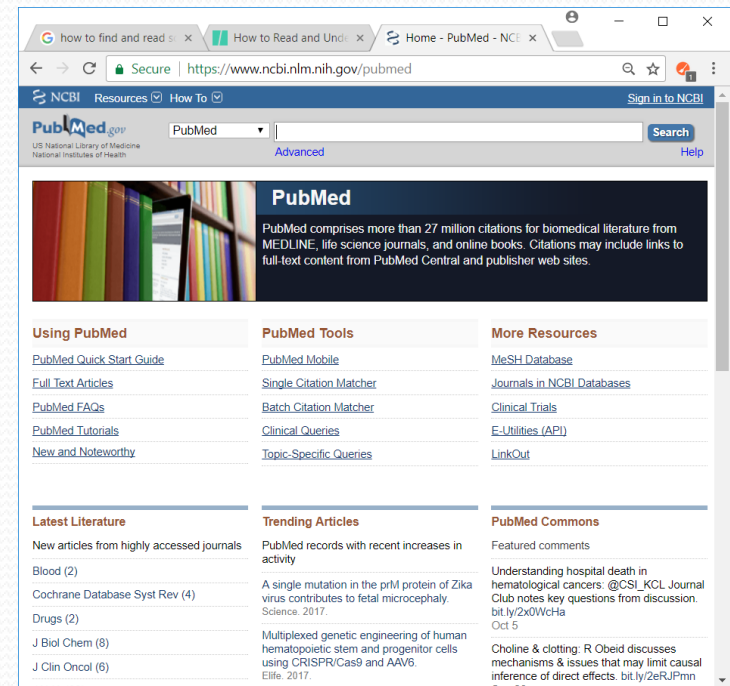 how to find and read s
How to Read and Unde
Home - PubMed - NCB
Secure | https://www.ncbi.nlm.nih.gov/pubmed
1
NCBI Resources How To Sign in to NCBI
PubMed.gov
US National Library of Medicine
National Institutes of Health
PubMed
Search
Advanced
Help
PubMed
PubMed comprises more than 27 million citations for biomedical literature from
MEDLINE, life science journals, and online books. Citations may include links to
full-text content from PubMed Central and publisher web sites.
Using PubMed
PubMed Quick Start Guide
Full Text Articles
PubMed FAQs
PubMed Tutorials
New and Noteworthy
PubMed Tools
PubMed Mobile
Single Citation Matcher
Batch Citation Matcher
Clinical Queries
Topic-Specific Queries
More Resources
MeSH Database
Journals in NCBI Databases
Clinical Trials
E-Utilities (API)
LinkOut
Latest Literature
New articles from highly accessed journals
Blood (2)
Cochrane Database Syst Rev (4)
Drugs (2)
J Biol Chem (8)
J Clin Oncol (6)
Trending Articles
PubMed records with recent increases in
activity
A single mutation in the prM protein of Zika
virus contributes to fetal microcephaly.
Science. 2017.
Multiplexed genetic engineering of human
hematopoietic stem and progenitor cells
using CRISPR/Cas9 and AAV6.
Elife. 2017.
PubMed Commons
Featured comments
Understanding hospital death in
hematological cancers: @CSI_KCL Journal
Club notes key questions from discussion.
bit.ly/2x0WcHa
Oct 5
Choline & clotting: R Obeid discusses
mechanisms & issues that may limit causal
inference of direct effects. bit.ly/2eRJPmn